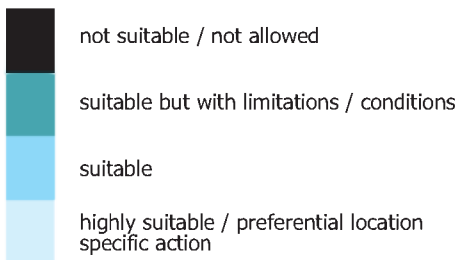 not suitable / not allowed
suitable but with limitations / conditions
suitable
highly suitable / preferential location
specific action